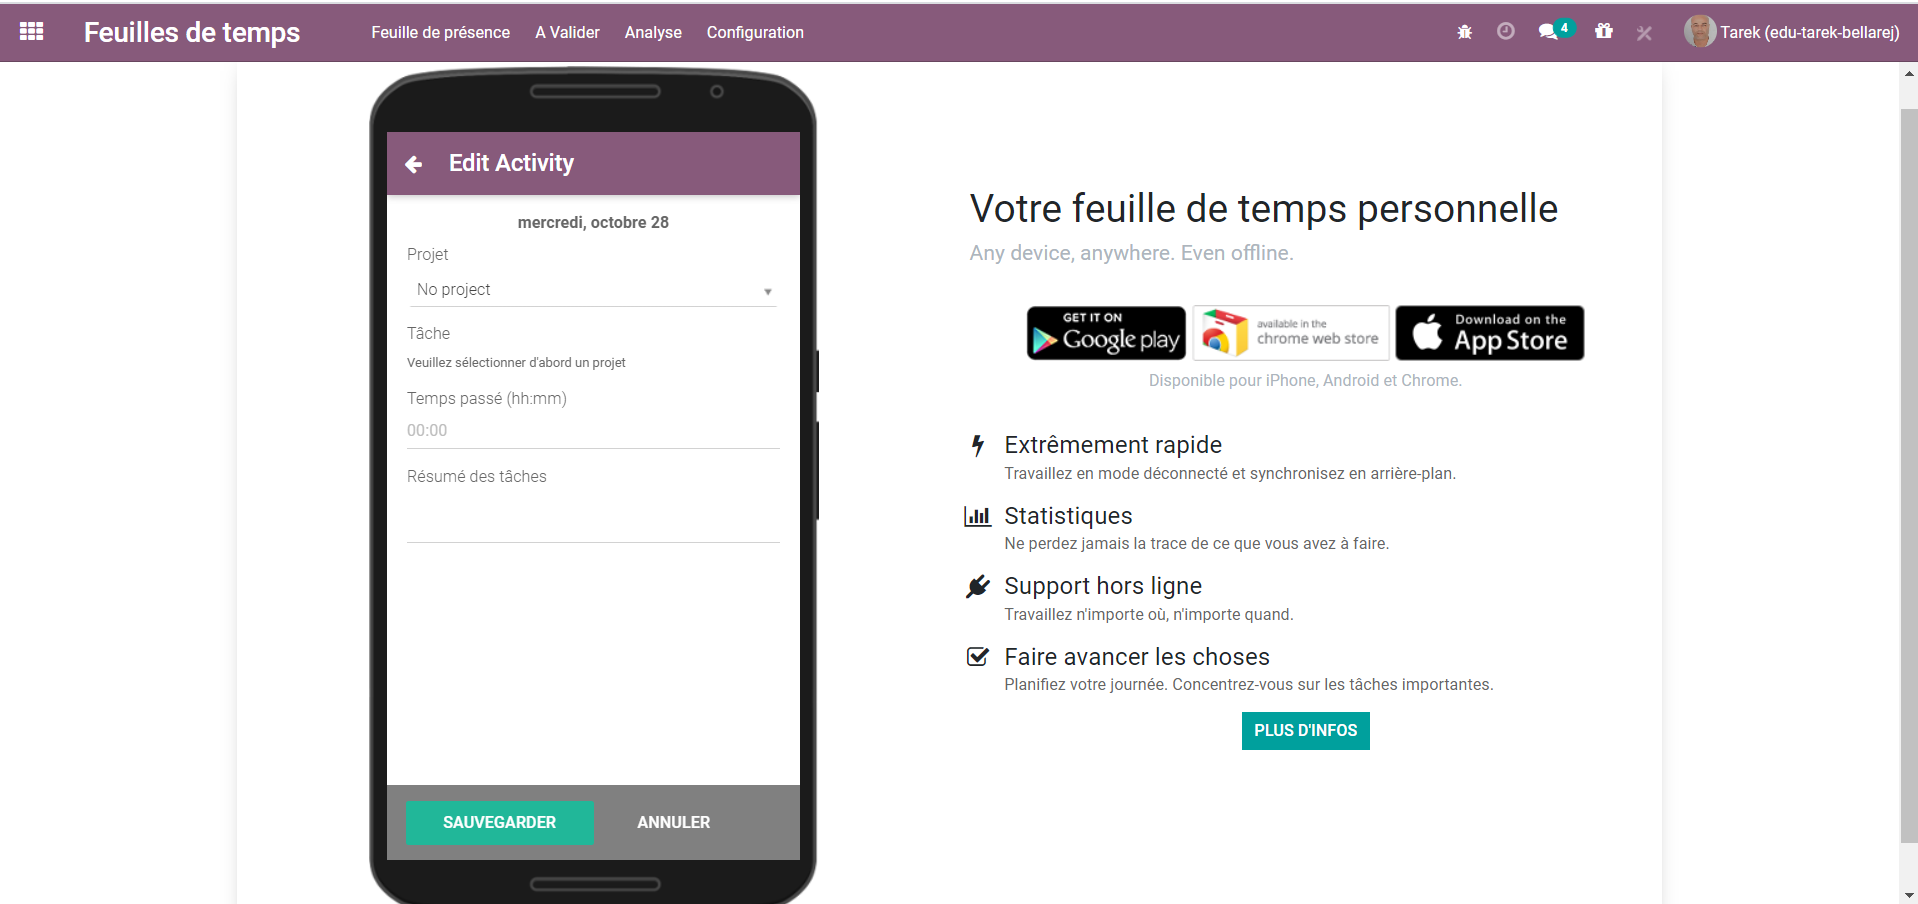 Feuilles de temps
Feuille de présence
A Valider
Analyse
Configuration
4
Tarek (edu-tarek-bellarej)
Edit Activity
mercredi, octobre 28
Projet
No project
Tâche
Veuillez sélectionner d'abord un projet
Temps passé (hh:mm)
00:00
Résumé des tâches
SAUVEGARDER
ANNULER
Votre feuille de temps personnelle
Any device, anywhere. Even offline.
GET IT ON
Google play
available in the
chrome web store
Download on the
App Store
Disponible pour iPhone, Android et Chrome.
Extrêmement rapide
Travaillez en mode déconnecté et synchronisez en arrière-plan.
Statistiques
Ne perdez jamais la trace de ce que vous avez à faire.
Support hors ligne
Travaillez n'importe où, n'importe quand.
Faire avancer les choses
Planifiez votre journée. Concentrez-vous sur les tâches importantes.
PLUS D'INFOS